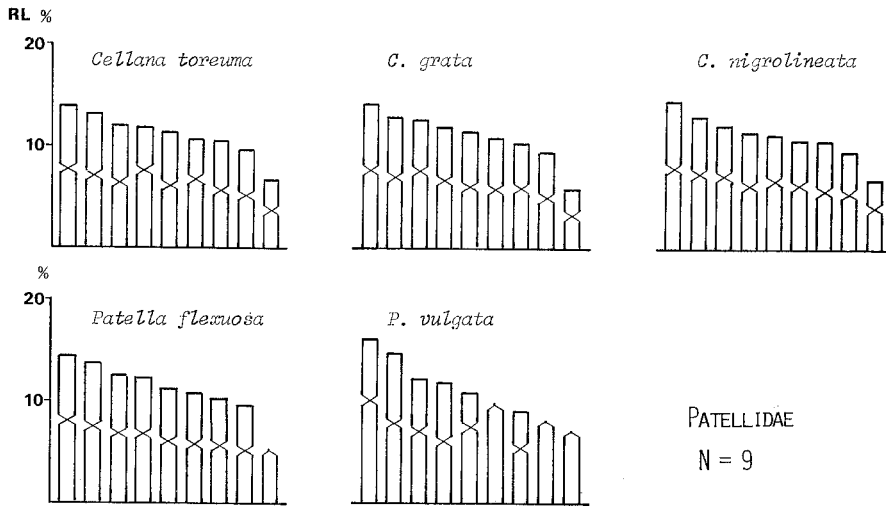 RL %
20
Cellana toreuma
C. grata
C. nigrolineata
10
%
20
Patella flexuosa
P. vulgata
10
PATELLIDAE
N = 9